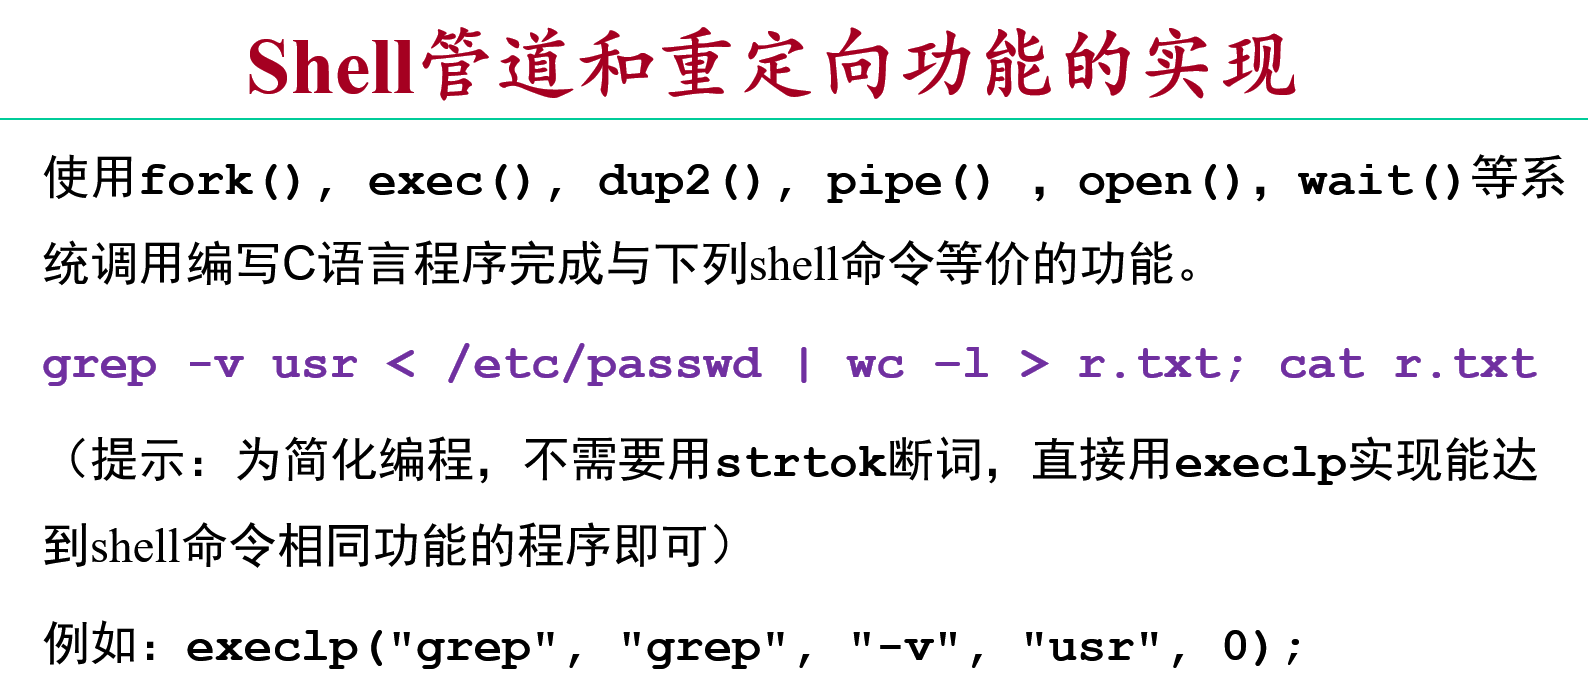 Shell管道和重定向功能的实现
使用fork(), exec(), dup2(), pipe() ，open()，wait()等系
统调用编写C语言程序完成与下列shell命令等价的功能。
grep -v usr < /etc/passwd | wc –l > r.txt; cat r.txt
（提示：为简化编程，不需要用strtok断词，直接用execlp实现能达
到shell命令相同功能的程序即可）
例如：execlp("grep", "grep", "-v", "usr", 0);